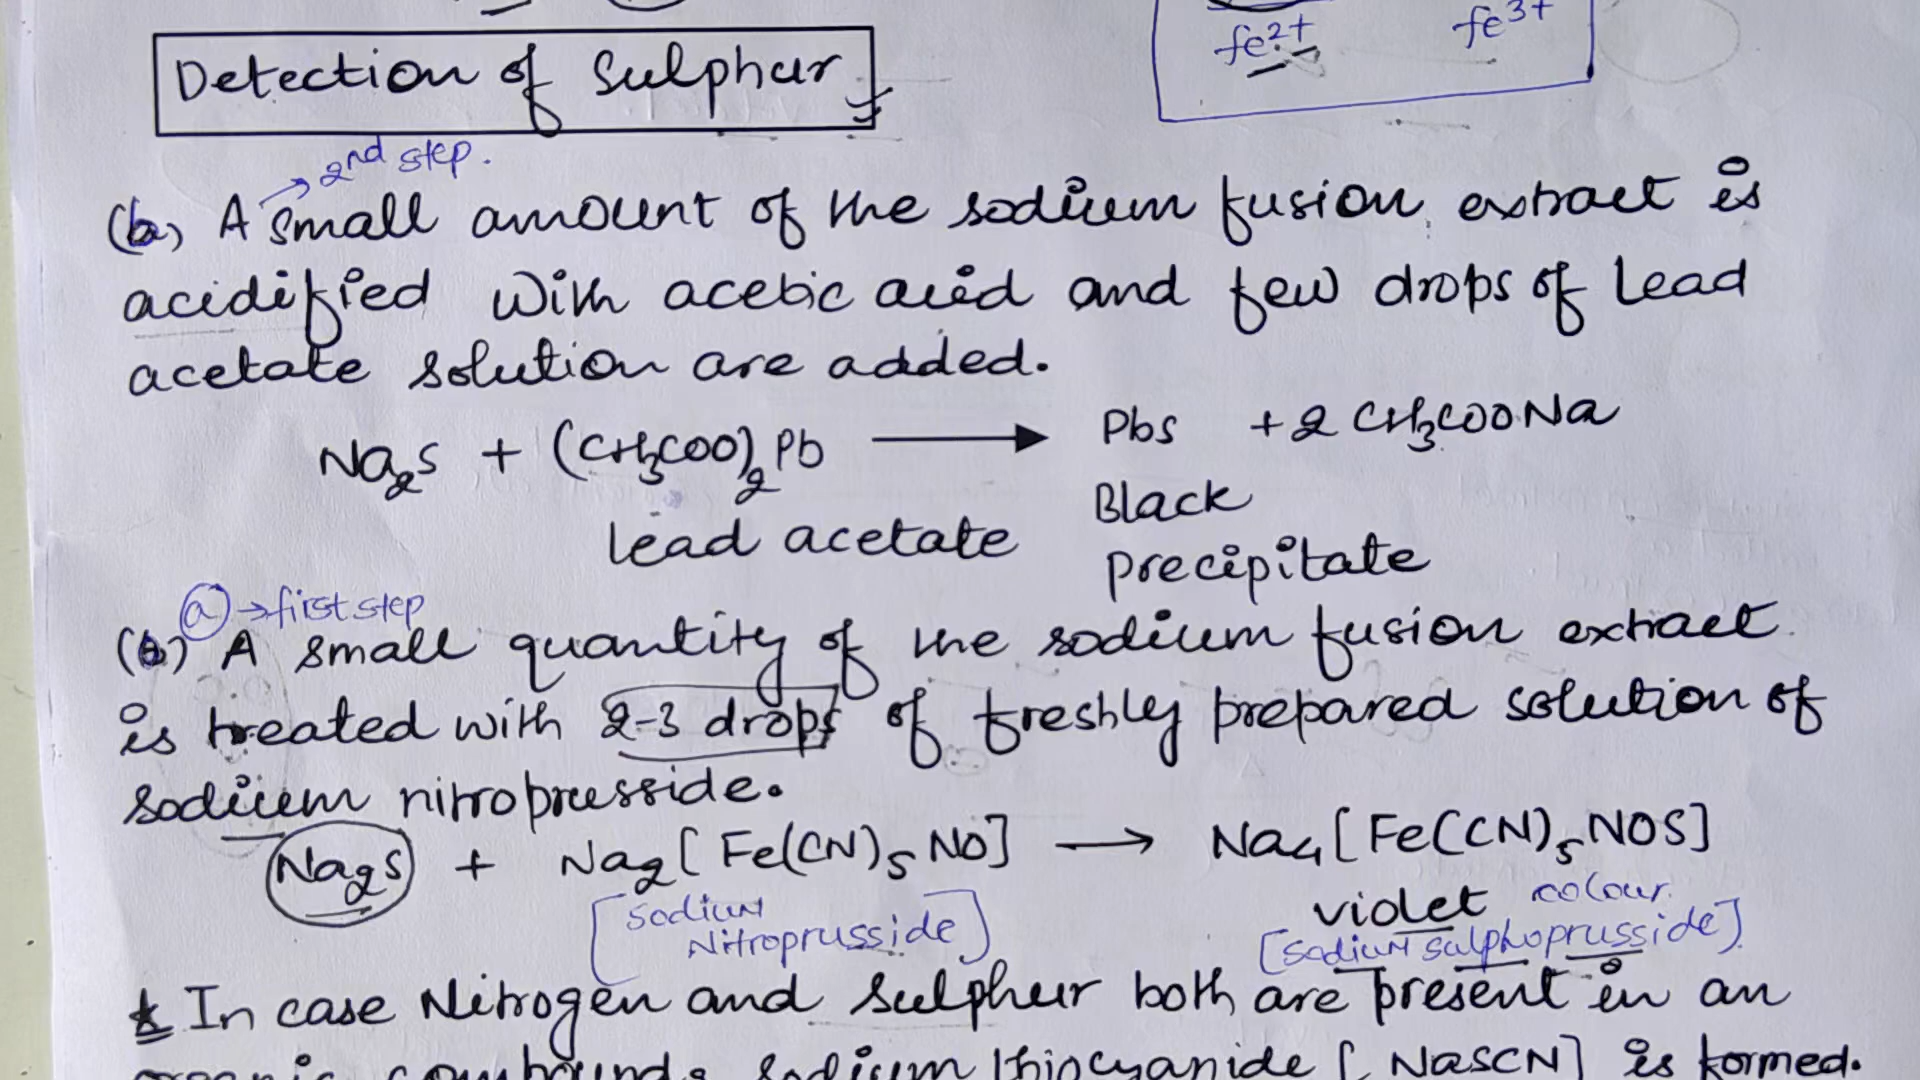 fe2+ fe3+
Detection of Sulphur
2nd step.
(b) A small amount of the sodium fusion extract is
acidified with acetic acid and few drops of lead
acetate solution are added.
Na2S + (CH3COO)2 Pb → Pbs + 2 CH3COONa
Black
lead acetate
precipitate
(a) → first step
A small quantity of the sodium fusion extract
is treated with 2-3 drops of freshly prepared solution of
sodium nitroprusside.
Na2S + Na2[Fe(CN)5NO] → Na4[Fe(CN)5NOS]
violet colour.
[Sodium Nitroprusside]
[Sodium Sulphoprusside]
* In case Nitrogen and Sulphur both are present in an
organic compound, sodium thiocyanide [NaSCN] is formed.